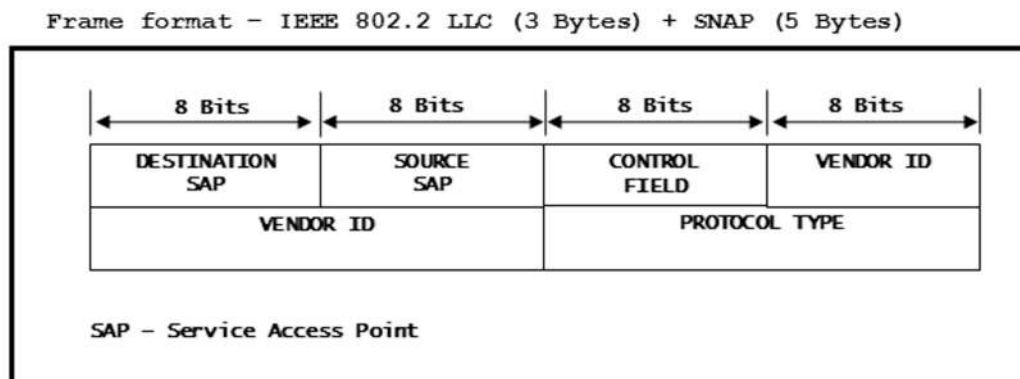 Frame format - IEEE 802.2 LLC (3 Bytes) + SNAP (5 Bytes)
8 Bits
8 Bits
8 Bits
8 Bits
DESTINATION
SAP
SOURCE
SAP
CONTROL
FIELD
VENDOR ID
VENDOR ID
PROTOCOL TYPE
SAP - Service Access Point